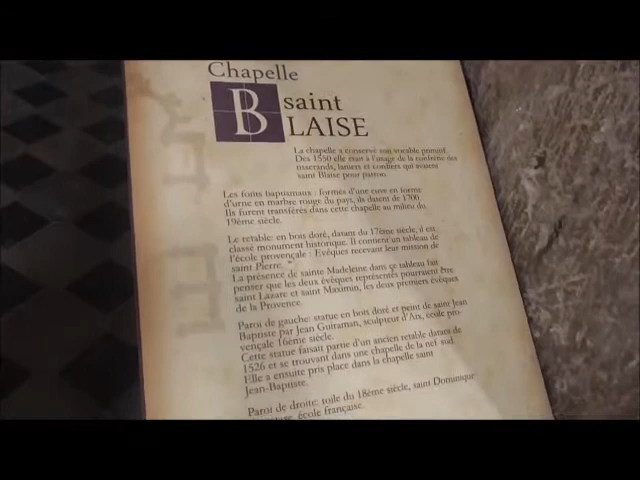 Chapelle
B saint
LAISE
La chapelle a conservé son vocable primitif.
Dès 1550 elle était à l'usage de la confrérie des
tisserands, laniers et cordiers qui avaient
saint Blaise pour patron.
Les fonts baptismaux : formés d'une cuve en forme
d'urne en marbre rouge du pays, ils datent de 1700
Ils furent transférés dans cette chapelle au milieu du
19ème siècle.
Le retable: en bois doré, datant du 17ème siècle, il est
classé monument historique. Il contient un tableau de
l'école provençale : Evêques recevant leur mission de
saint Pierre.
La présence de sainte Madeleine dans ce tableau fait
penser que les deux évêques représentés pourraient être
saint Lazare et saint Maximin, les deux premiers évêques
de la Provence.
Paroi de gauche: statue en bois doré et peint de saint Jean
Baptiste par Jean Guiraman, sculpteur d'Aix, école pro-
vençale 16ème siècle.
Cette statue faisait partie d'un ancien retable datant de
1526 et se trouvant dans une chapelle de la nef sud.
Elle a ensuite pris place dans la chapelle saint
Jean-Baptiste.
Paroi de droite: toile du 18ème siècle, saint Dominique
école française.